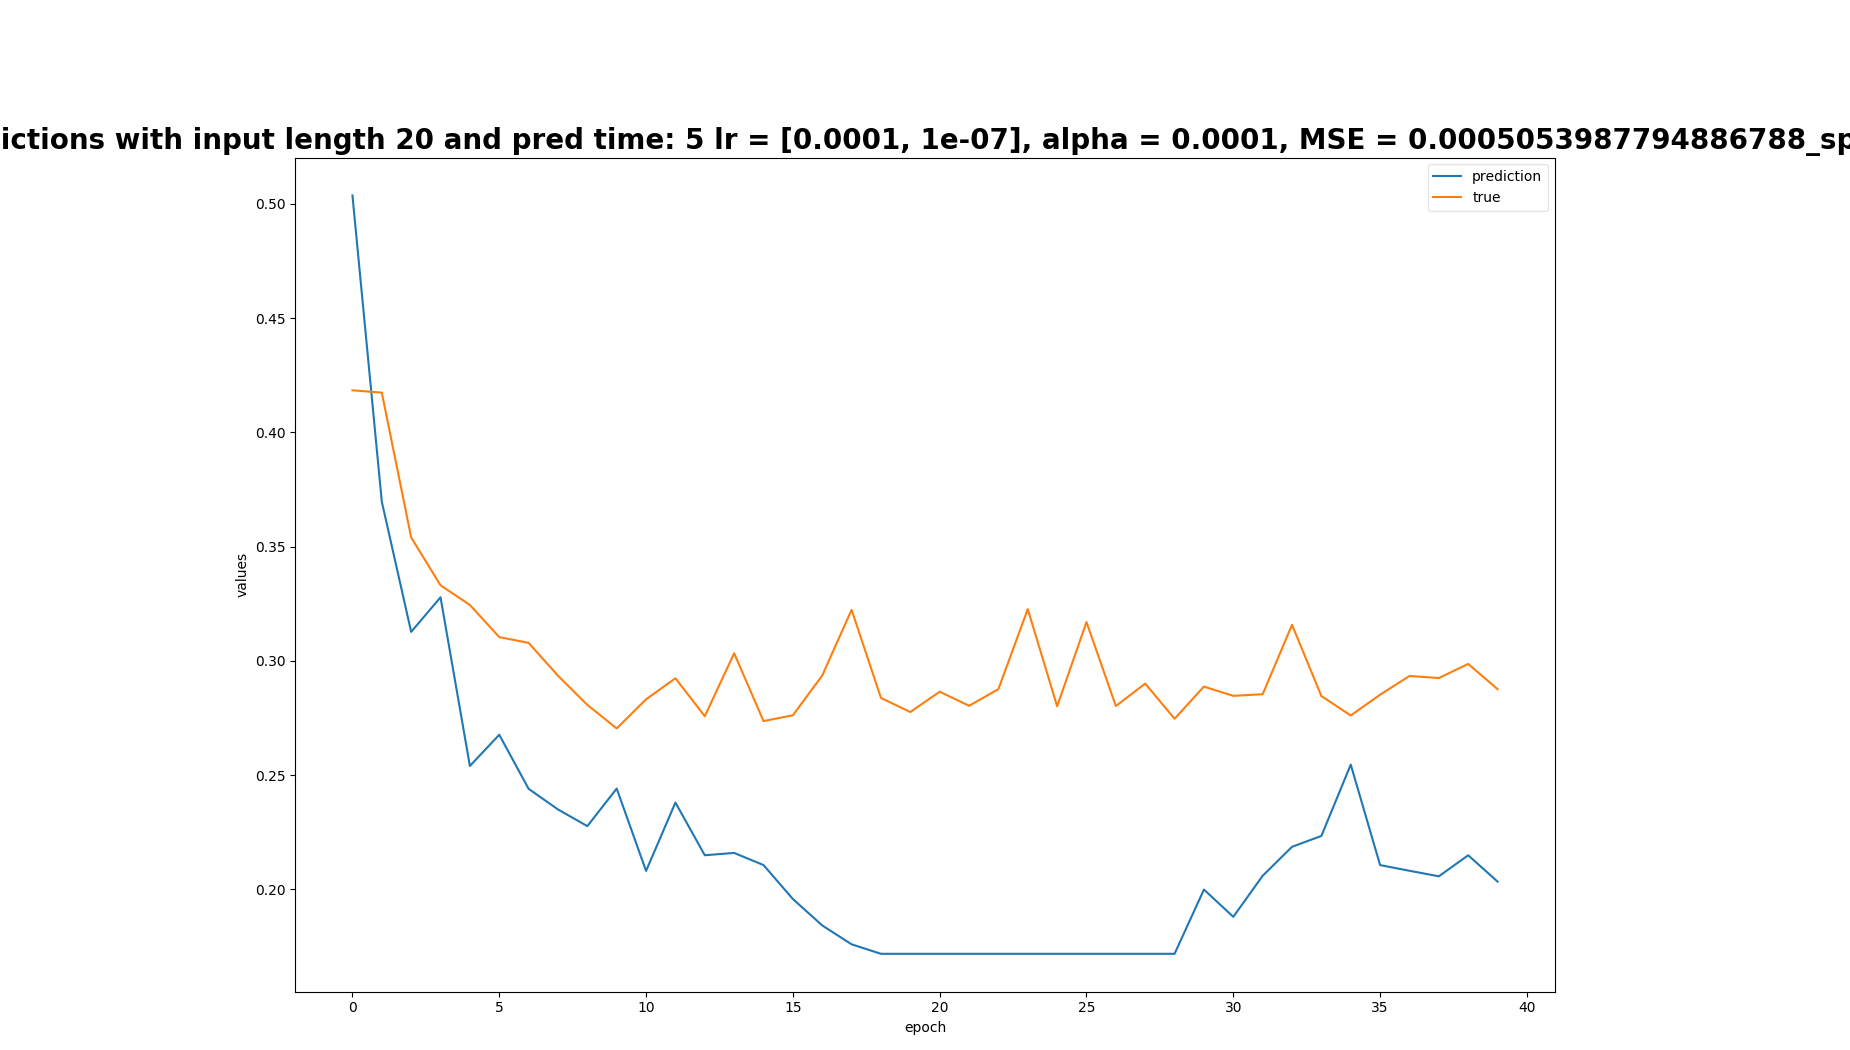 ictions with input length 20 and pred time: 5 lr = [0.0001, 1e-07], alpha = 0.0001, MSE = 0.0005053987794886788_sp
prediction
true
0.50
0.45
0.40
0.35
0.30
0.25
0.20
values
0 5 10 15 20 25 30 35 40
epoch